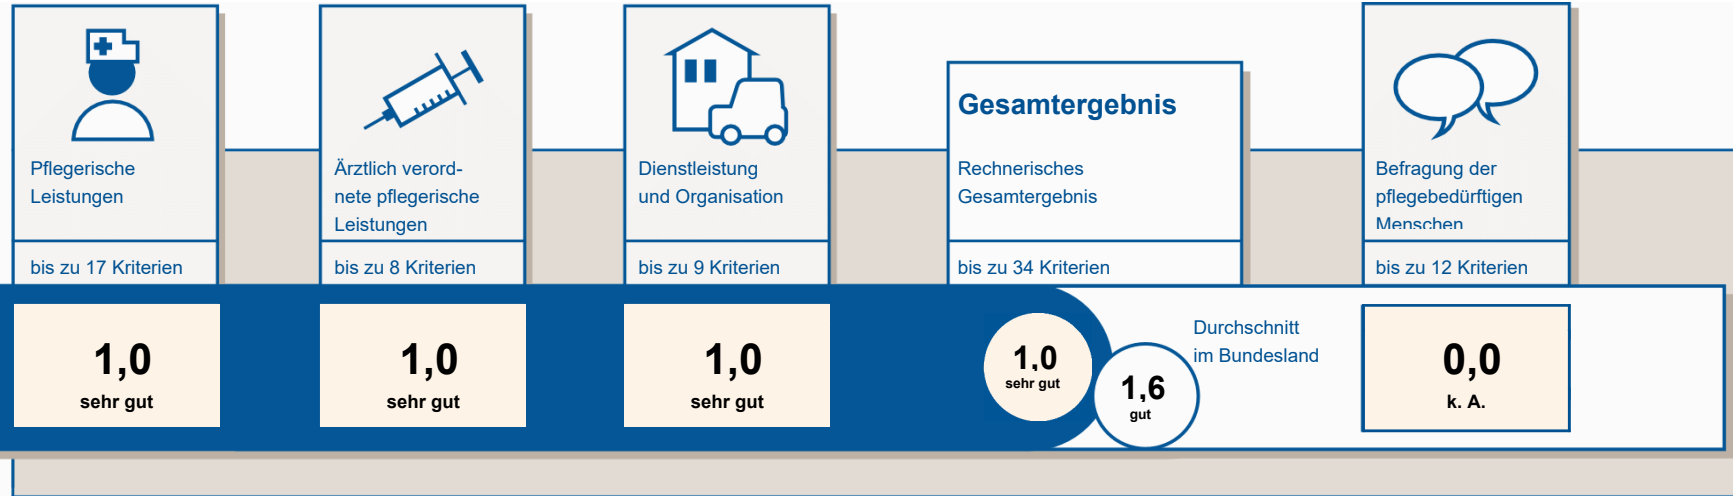 Pflegerische
Leistungen
bis zu 17 Kriterien
1,0
sehr gut
Ärztlich verord-
nete pflegerische
Leistungen
bis zu 8 Kriterien
1,0
sehr gut
Dienstleistung
und Organisation
bis zu 9 Kriterien
1,0
sehr gut
Gesamtergebnis
Rechnerisches
Gesamtergebnis
bis zu 34 Kriterien
1,0
sehr gut
1,6
gut
Durchschnitt
im Bundesland
Befragung der
pflegebedürftigen
Menschen
bis zu 12 Kriterien
0,0
k. A.